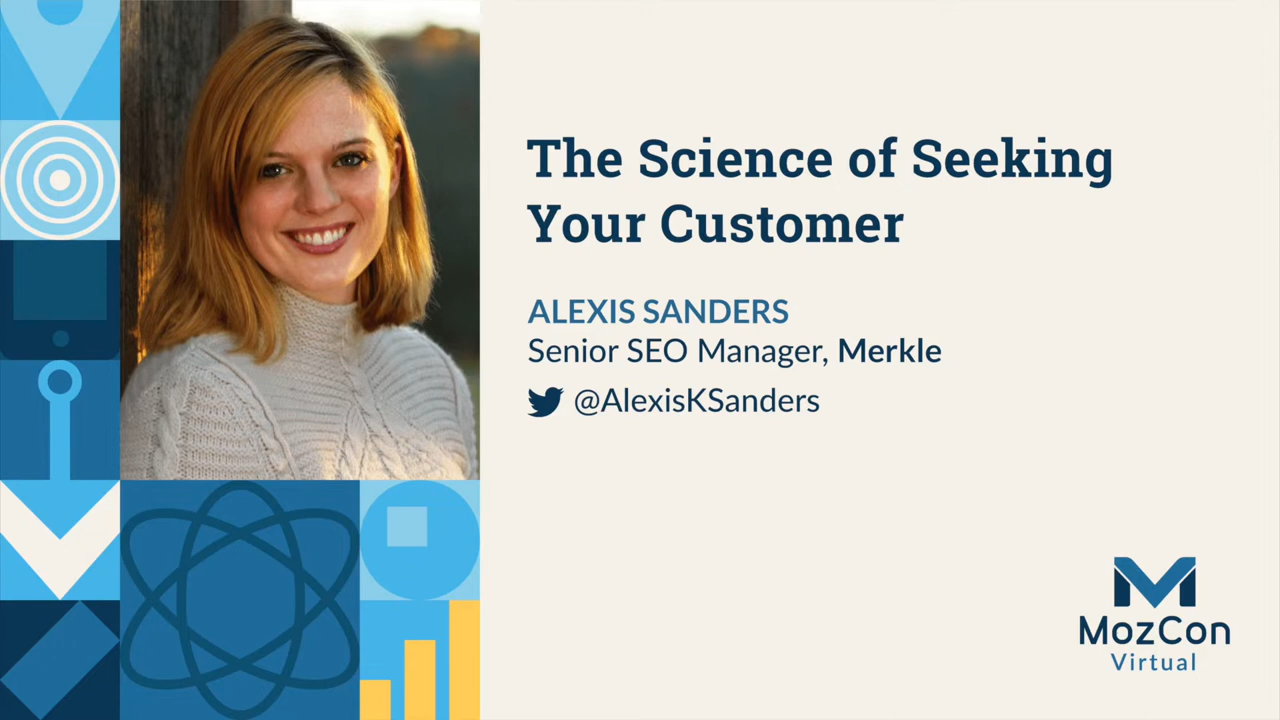 The Science of Seeking
Your Customer
ALEXIS SANDERS
Senior SEO Manager, Merkle
@AlexisKSanders
MozCon
Virtual